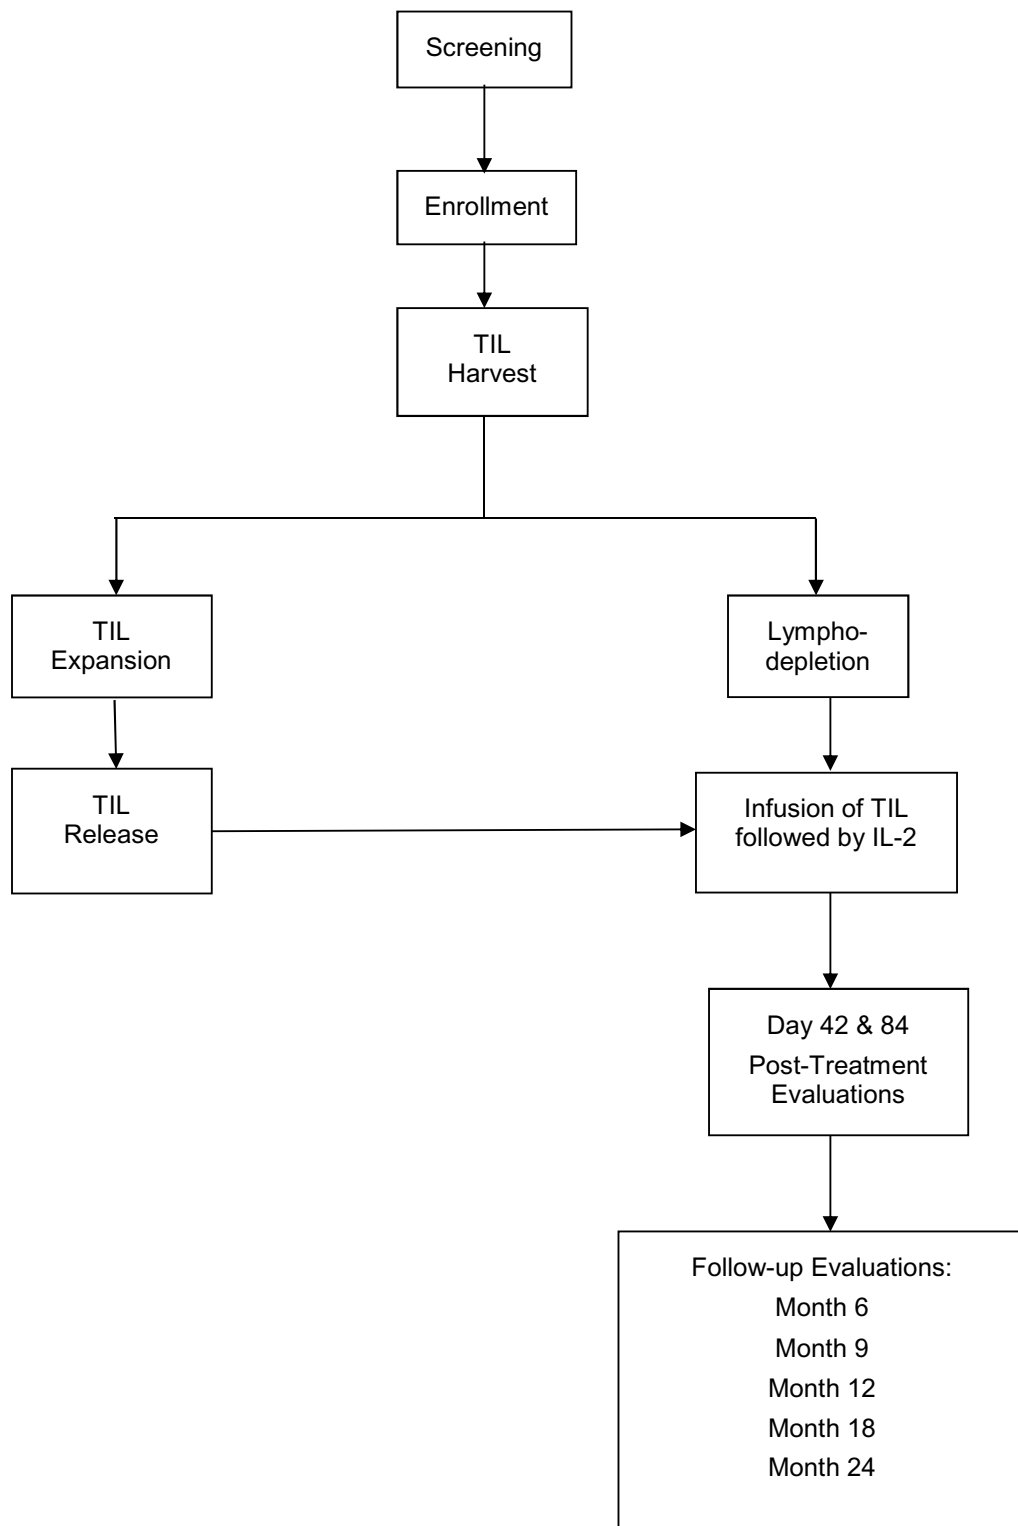 Screening
Enrollment
TIL
Harvest
TIL
Expansion
Lympho-
depletion
TIL
Release
Infusion of TIL
followed by IL-2
Day 42 & 84
Post-Treatment
Evaluations
Follow-up Evaluations:
Month 6
Month 9
Month 12
Month 18
Month 24